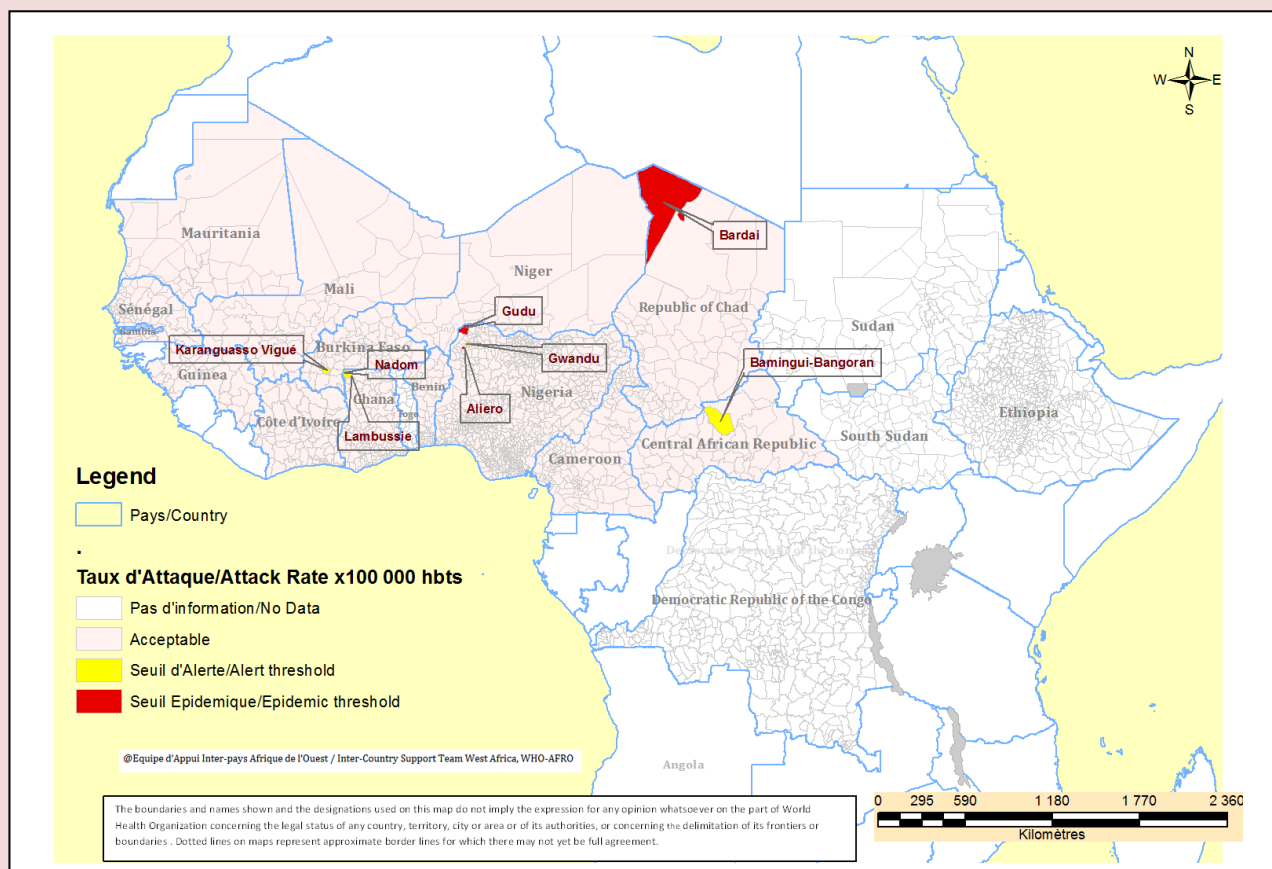 N
W E
S
Mauritania
Mali
Niger
Sénégal
Gambia
Guinea
Burkina Faso
Côte d'Ivoire
Ghana
Togo
Benin
Nigeria
Cameroon
Republic of Chad
Central African Republic
Sudan
South Sudan
Ethiopia
Democratic Republic of the Congo
Democratic Republic of the Congo
Angola
Bardai
Gudu
Gwandu
Aliero
Karanguasso Vigué
Nadom
Lambussie
Bamingui-Bangoran
Legend
Pays/Country
.
Taux d'Attaque/Attack Rate x100 000 hbts
Pas d'information/No Data
Acceptable
Seuil d'Alerte/Alert threshold
Seuil Epidemique/Epidemic threshold
@Equipe d'Appui Inter-pays Afrique de l'Ouest / Inter-Country Support Team West Africa, WHO-AFRO
The boundaries and names shown and the designations used on this map do not imply the expression for any opinion whatsoever on the part of World
Health Organization concerning the legal status of any country, territory, city or area or of its authorities, or concerning the delimitation of its frontiers or
boundaries . Dotted lines on maps represent approximate border lines for which there may not yet be full agreement.
0 295 590 1 180 1 770 2 360
Kilomètres